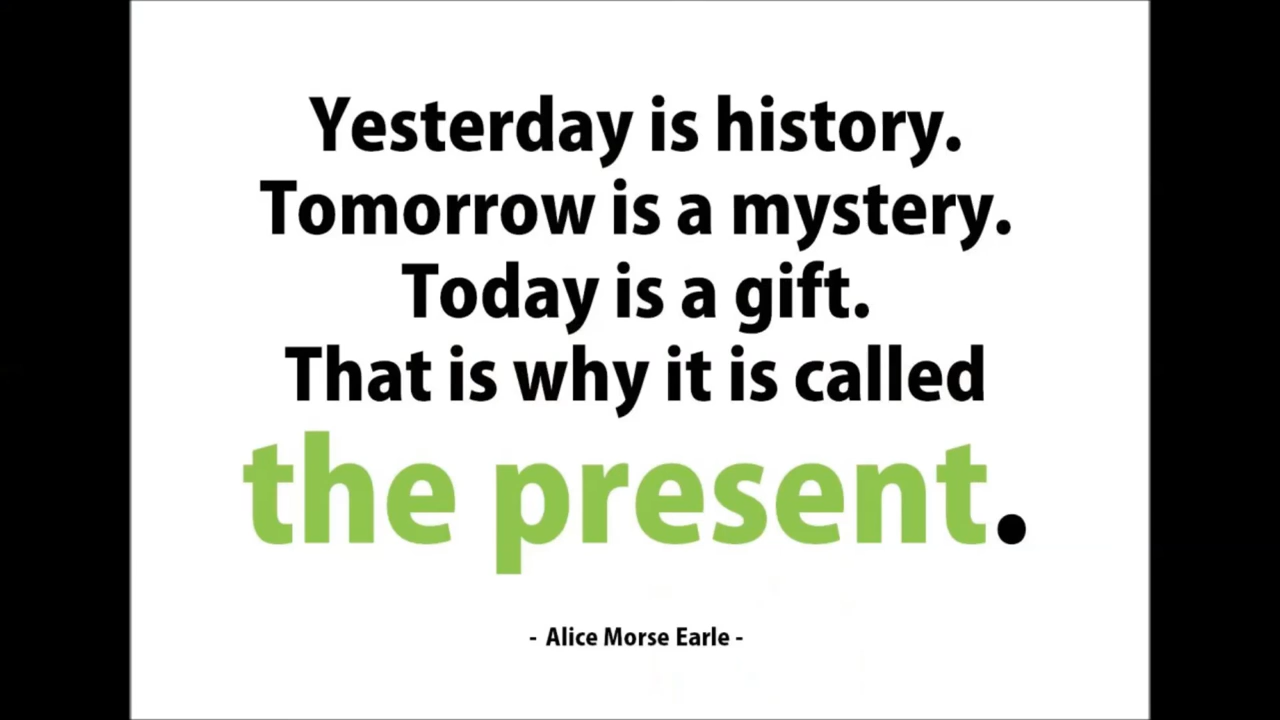 Yesterday is history.
Tomorrow is a mystery.
Today is a gift.
That is why it is called
the present.
- Alice Morse Earle -